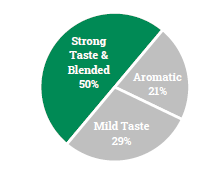 Strong
Taste &
Blended
50%
Aromatic
21%
Mild Taste
29%